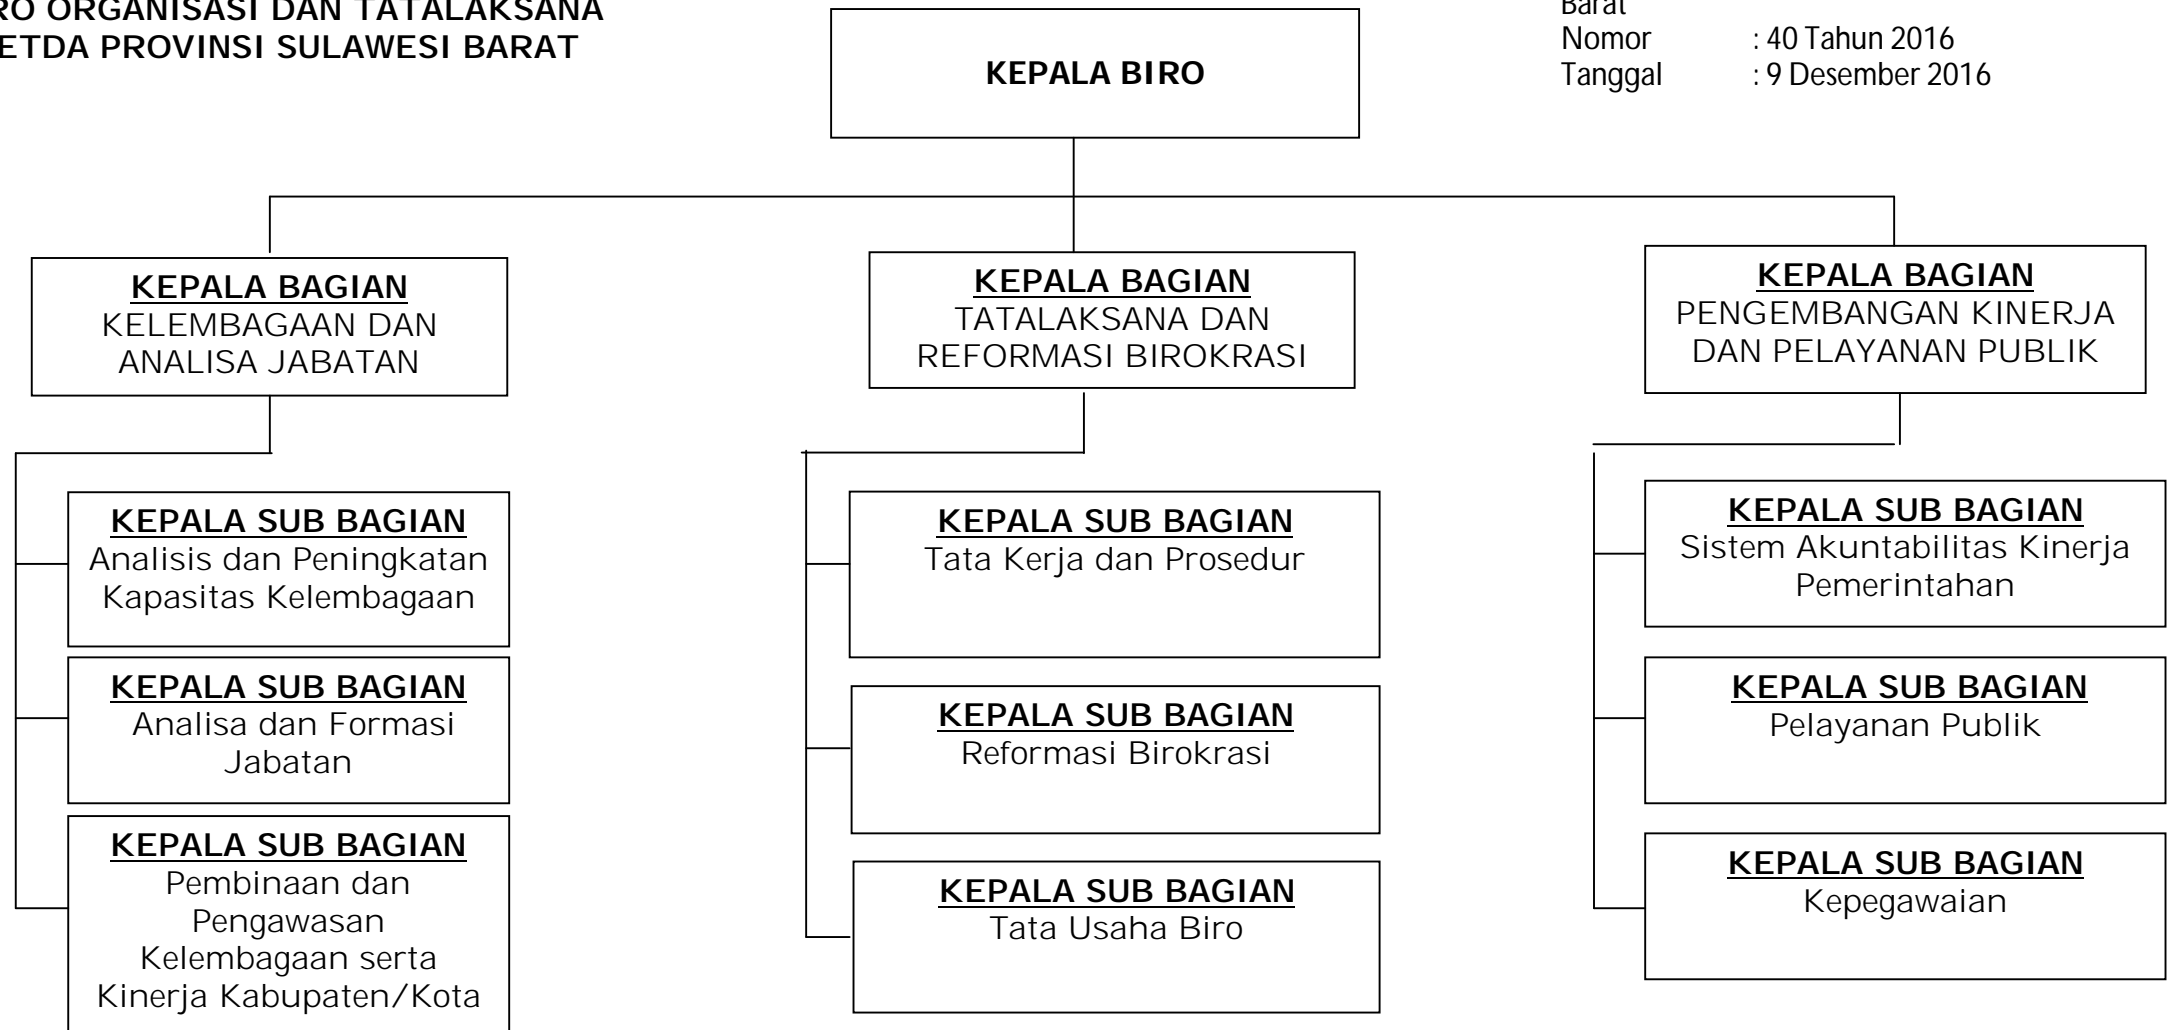 RO ORGANISASI DAN TATALAKSANA
ETDA PROVINSI SULAWESI BARAT
Barat
Nomor : 40 Tahun 2016
Tanggal : 9 Desember 2016
KEPALA BIRO
KEPALA BAGIAN
KELEMBAGAAN DAN
ANALISA JABATAN
KEPALA BAGIAN
TATALAKSANA DAN
REFORMASI BIROKRASI
KEPALA BAGIAN
PENGEMBANGAN KINERJA
DAN PELAYANAN PUBLIK
KEPALA SUB BAGIAN
Analisis dan Peningkatan
Kapasitas Kelembagaan
KEPALA SUB BAGIAN
Analisa dan Formasi
Jabatan
KEPALA SUB BAGIAN
Pembinaan dan
Pengawasan
Kelembagaan serta
Kinerja Kabupaten/Kota
KEPALA SUB BAGIAN
Tata Kerja dan Prosedur
KEPALA SUB BAGIAN
Reformasi Birokrasi
KEPALA SUB BAGIAN
Tata Usaha Biro
KEPALA SUB BAGIAN
Sistem Akuntabilitas Kinerja
Pemerintahan
KEPALA SUB BAGIAN
Pelayanan Publik
KEPALA SUB BAGIAN
Kepegawaian